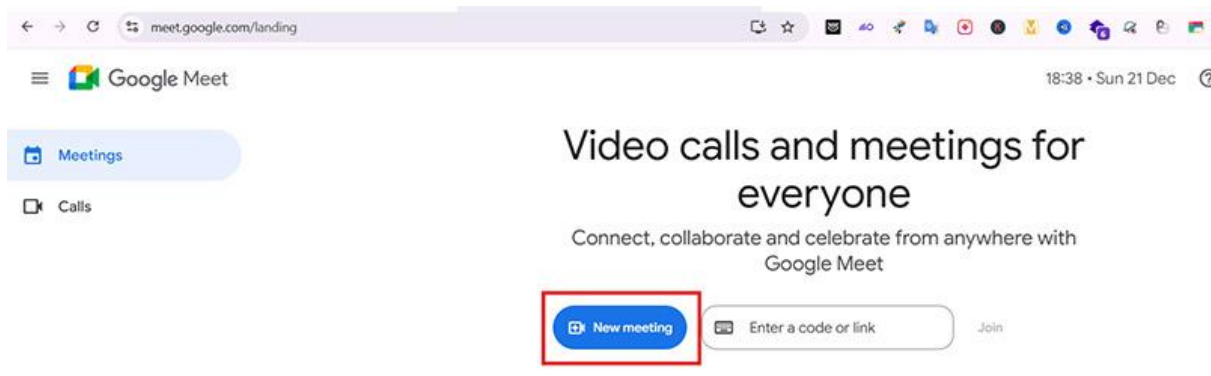 meet.google.com/landing
Google Meet
18:38 • Sun 21 Dec
Meetings
Calls
Video calls and meetings for
everyone
Connect, collaborate and celebrate from anywhere with
Google Meet
New meeting
Enter a code or link
Join